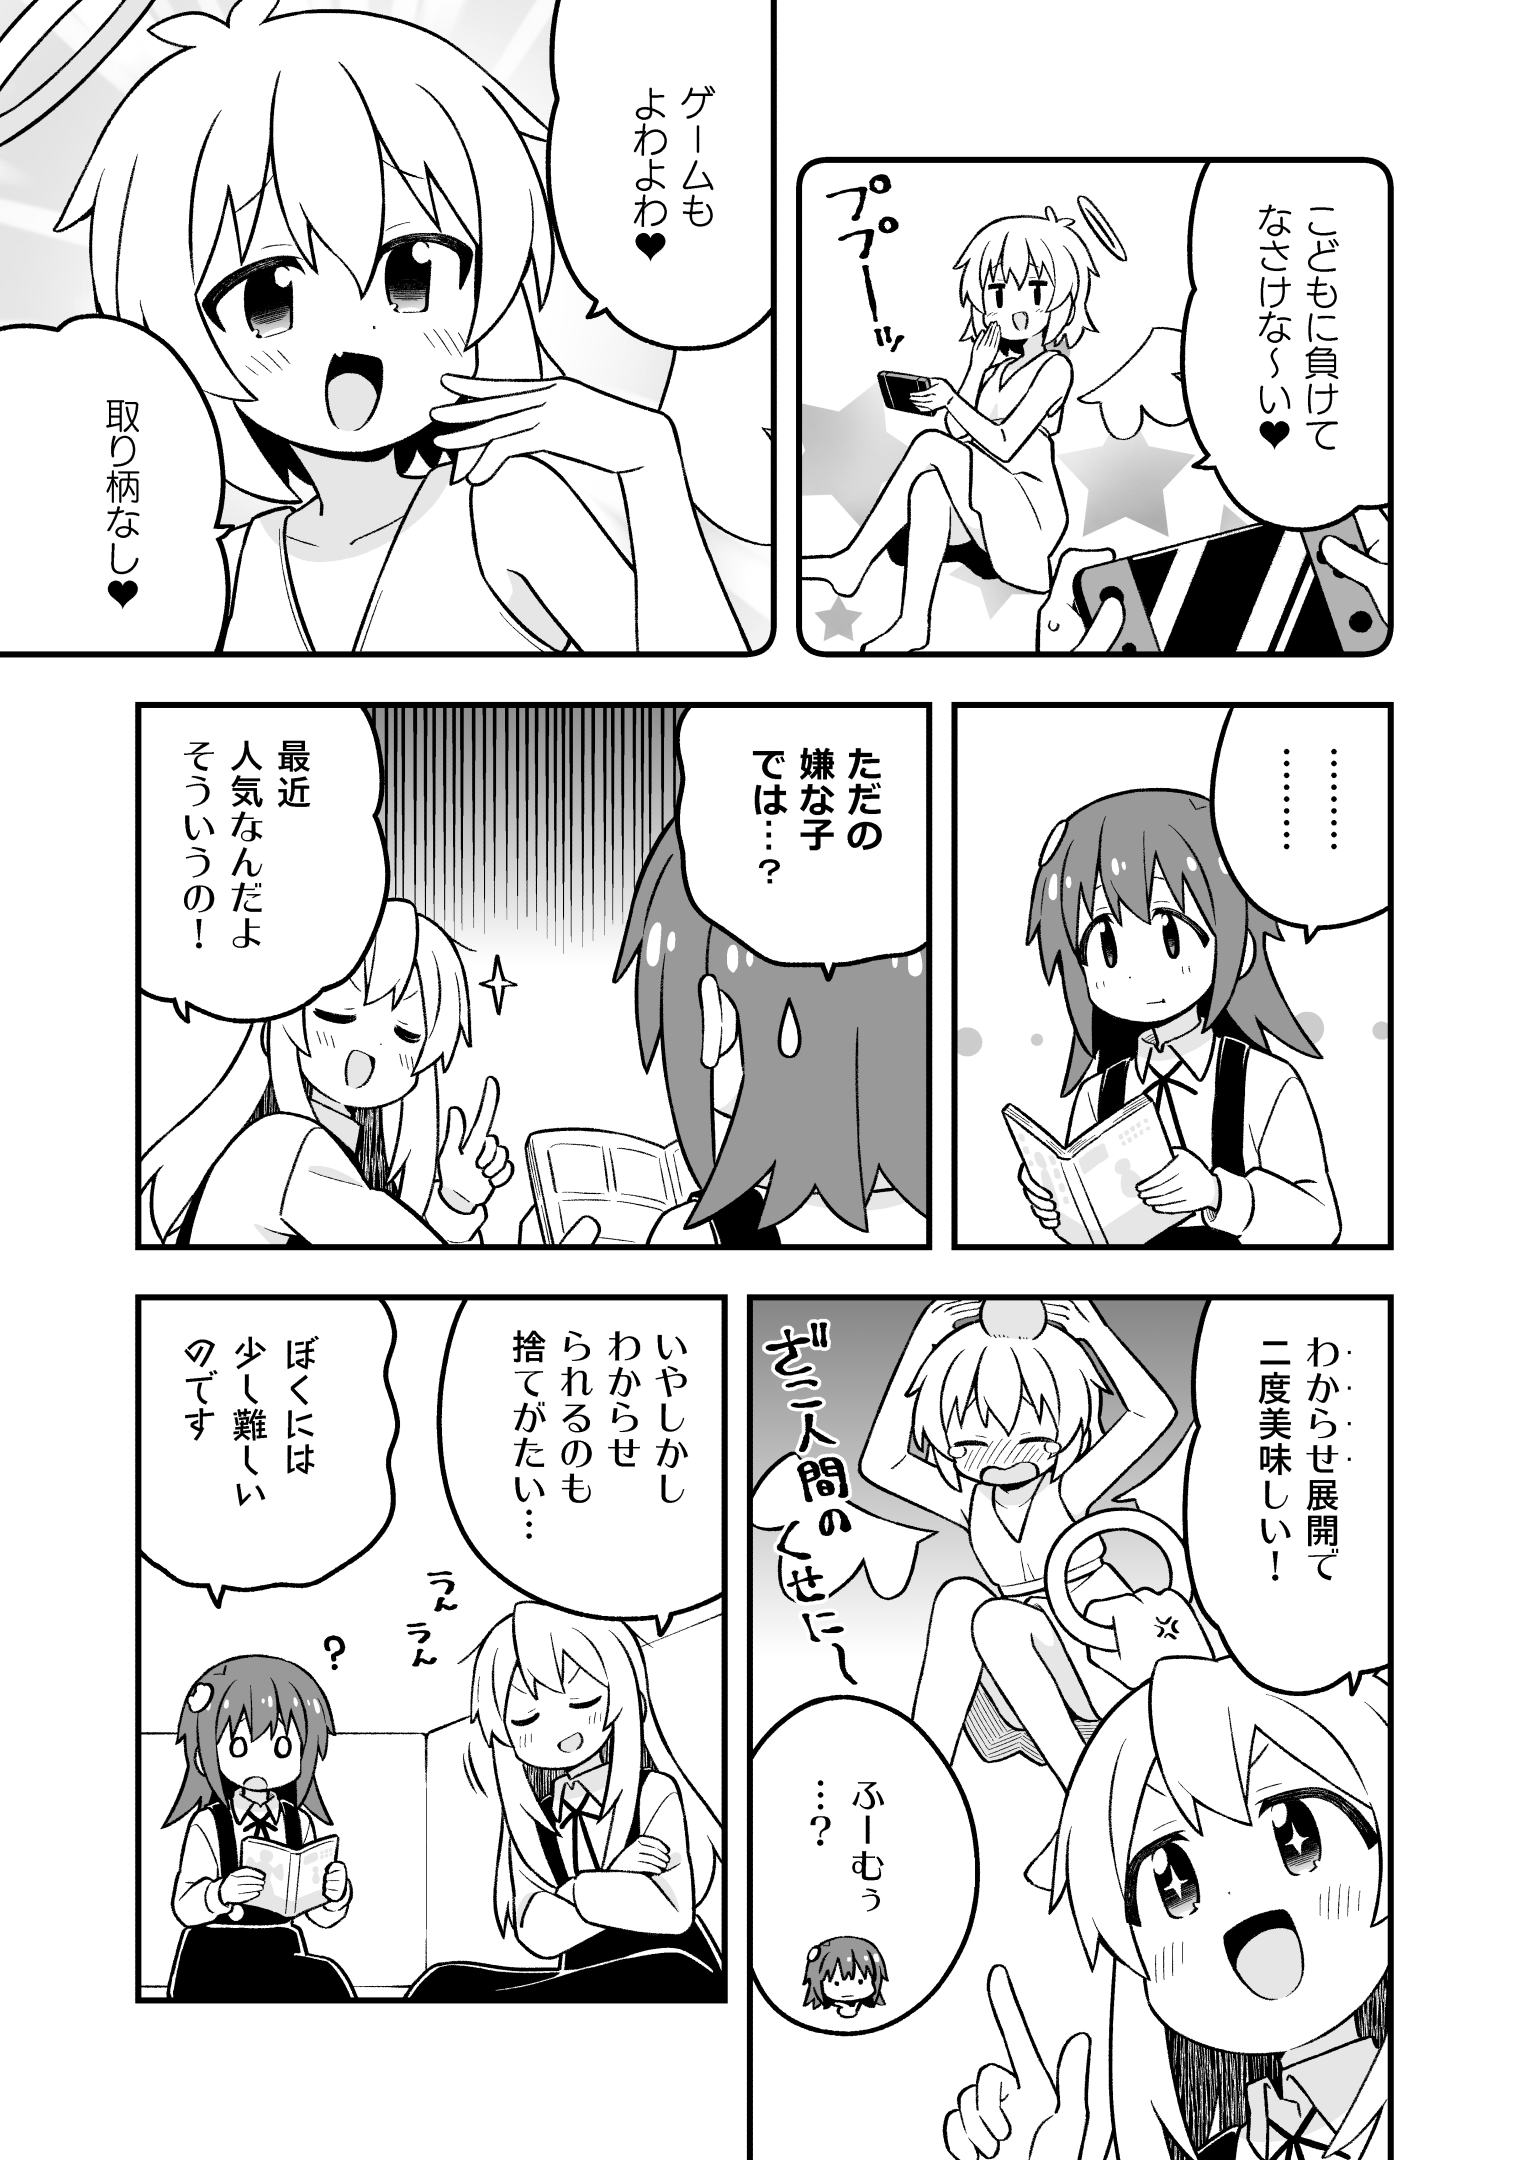 こどもに負けて
なさけな～い♥
ププーーッ
ゲームも
よわよわ♥
取り柄なし♥
………
………
ただの
嫌な子
では…？
最近
人気なんだよ
そういうの！
わからせ展開で
二度美味しい！
ざこ人間のくせに〜
ふーむぅ
…？
いやしかし
わからせ
られるのも
捨てがたい…
うん
うん
？
ぼくには
少し難しい
のです